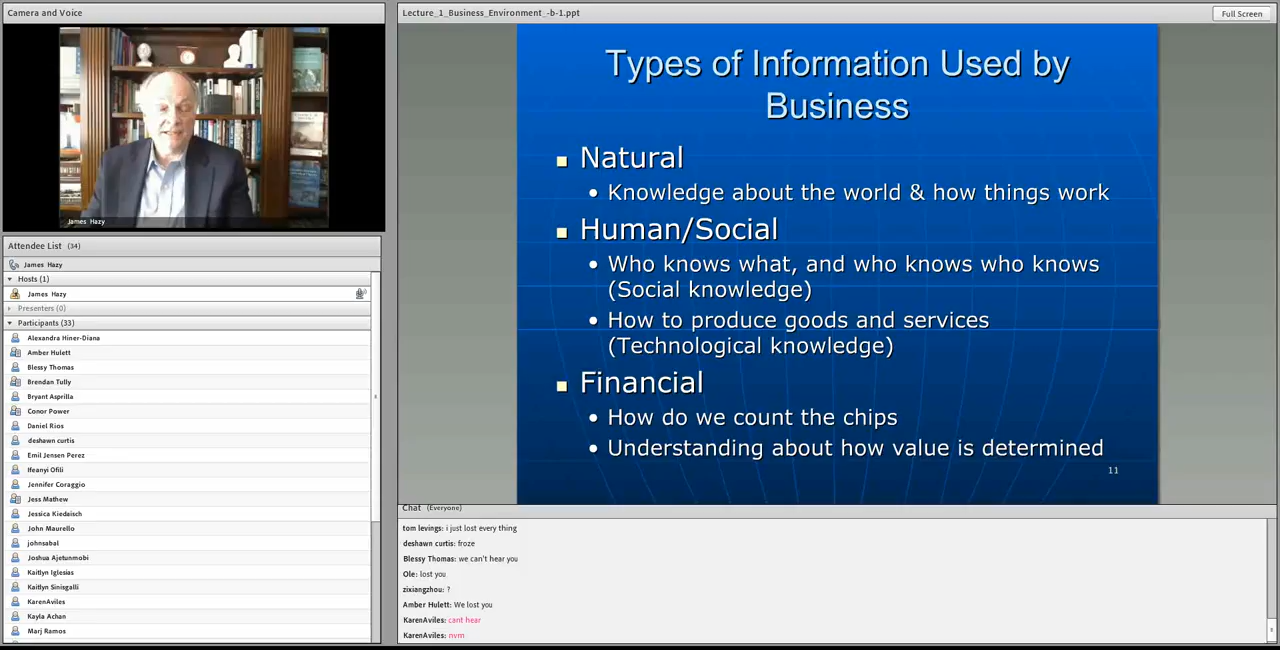 Camera and Voice
James Hazy
Attendee List (34)
James Hazy
Hosts (1)
James Hazy
Presenters (0)
Participants (33)
Alexandra Hiner-Diana
Amber Hulett
Blessy Thomas
Brendan Tully
Bryant Asprilla
Conor Power
Daniel Rios
deshawn curtis
Emil Jensen Perez
Ifeanyi Ofili
Jennifer Coraggio
Jess Mathew
Jessica Kiedaisch
John Maurello
johnsabal
Joshua Ajetunmobi
Kaitlyn Iglesias
Kaitlyn Sinisgalli
KarenAviles
Kayla Achan
Marj Ramos
Lecture_1_Business_Environment_-b-1.ppt
Full Screen
Types of Information Used by
Business
Natural
• Knowledge about the world & how things work
Human/Social
• Who knows what, and who knows who knows
(Social knowledge)
• How to produce goods and services
(Technological knowledge)
Financial
• How do we count the chips
• Understanding about how value is determined
11
Chat (Everyone)
tom levings: i just lost every thing
deshawn curtis: froze
Blessy Thomas: we can't hear you
Ole: lost you
zixiangzhou: ?
Amber Hulett: We lost you
KarenAviles: cant hear
KarenAviles: nvm